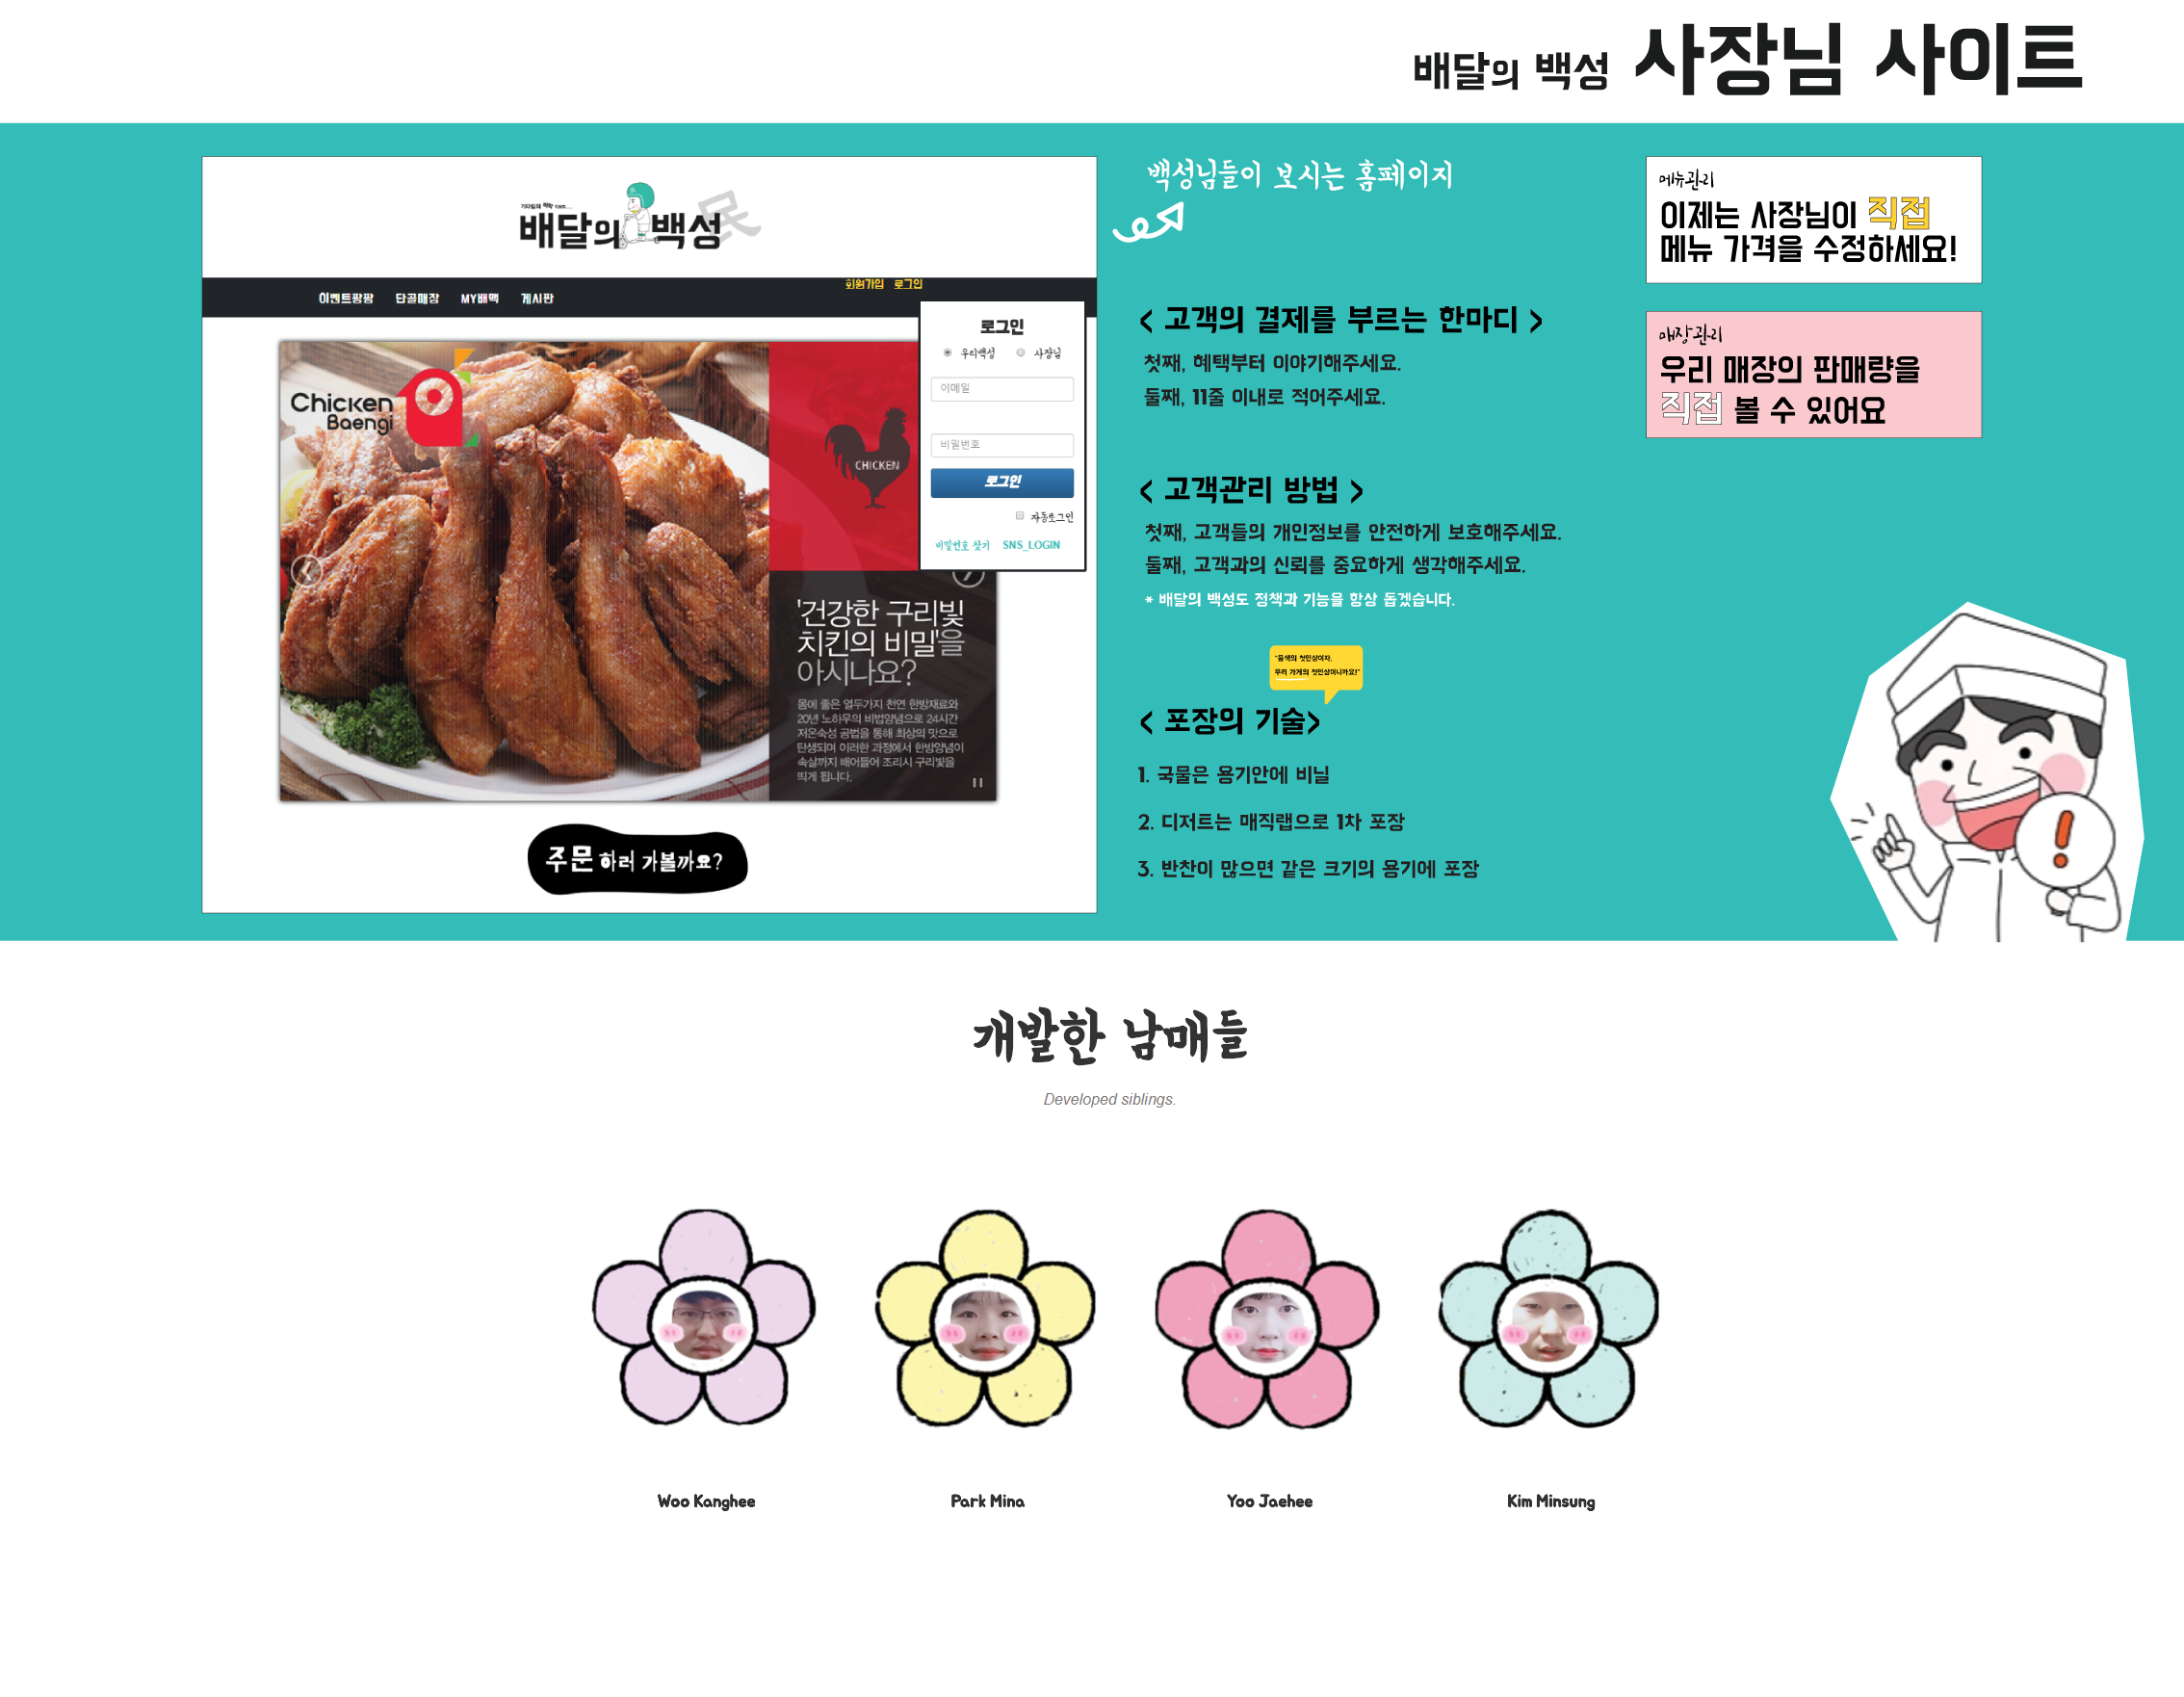 배달의 백성 사장님 사이트
배달의 백성
民
이벤트팡팡 단골매장 MY배백 게시판
회원가입 로그인
로그인
우리백성 사장님
이메일
비밀번호
로그인
자동로그인
비밀번호 찾기 SNS_LOGIN
Chicken
Baengi
CHICKEN
'건강한 구리빛
치킨의 비밀'을
아시나요?
몸에 좋은 열두가지 천연 한방재료와
20년 노하우의 비법양념으로 24시간
저온숙성 공법을 통해 최상의 맛으로
탄생되며 이러한 과정에서 한방양념이
속살까지 배어들어 조리시 구리빛을
띄게 됩니다.
주문 하러 가볼까요?
백성님들이 보시는 홈페이지
< 고객의 결제를 부르는 한마디 >
첫째, 혜택부터 이야기해주세요.
둘째, 11줄 이내로 적어주세요.
< 고객관리 방법 >
첫째, 고객들의 개인정보를 안전하게 보호해주세요.
둘째, 고객과의 신뢰를 중요하게 생각해주세요.
* 배달의 백성도 정책과 기능을 항상 돕겠습니다.
"음식의 첫인상이자,
우리 가게의 첫인상이니까요!"
< 포장의 기술>
1. 국물은 용기안에 비닐
2. 디저트는 매직랩으로 1차 포장
3. 반찬이 많으면 같은 크기의 용기에 포장
메뉴관리
이제는 사장님이 직접
메뉴 가격을 수정하세요!
매장관리
우리 매장의 판매량을
직접 볼 수 있어요
개발한 남매들
Developed siblings.
Woo Kanghee
Park Mina
Yoo Jaehee
Kim Minsung